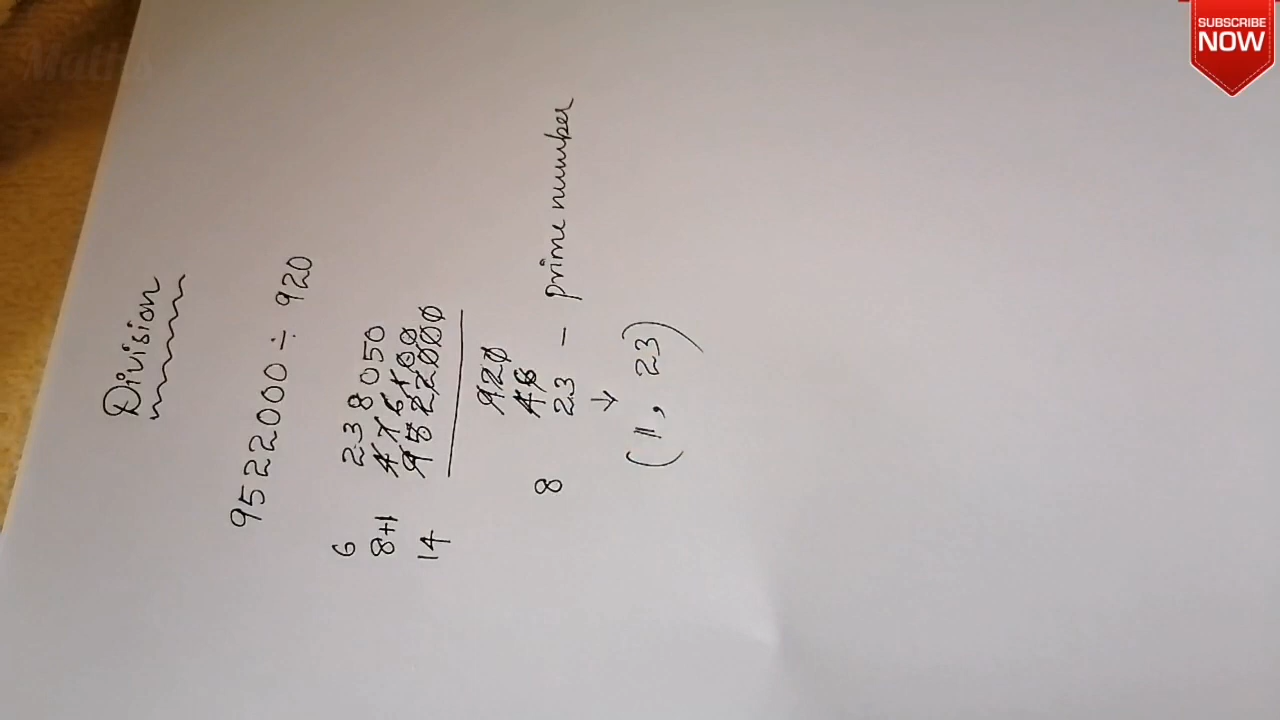 Division
9522000 ÷ 920
6 238050
8+1 476100
14 9522000
920
46
8 23 - prime number
↓
(1, 23)
SUBSCRIBE
NOW
Maths